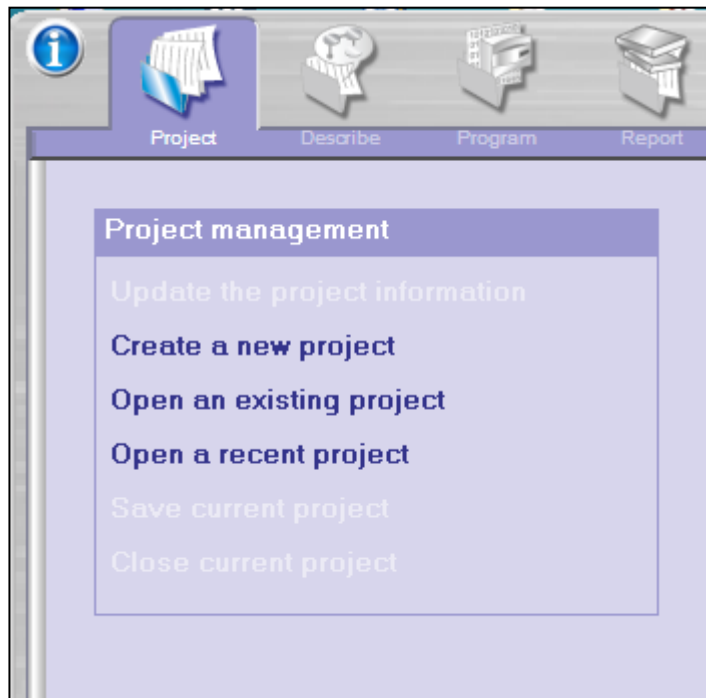 Project
Describe
Program
Report
Project management
Update the project information
Create a new project
Open an existing project
Open a recent project
Save current project
Close current project